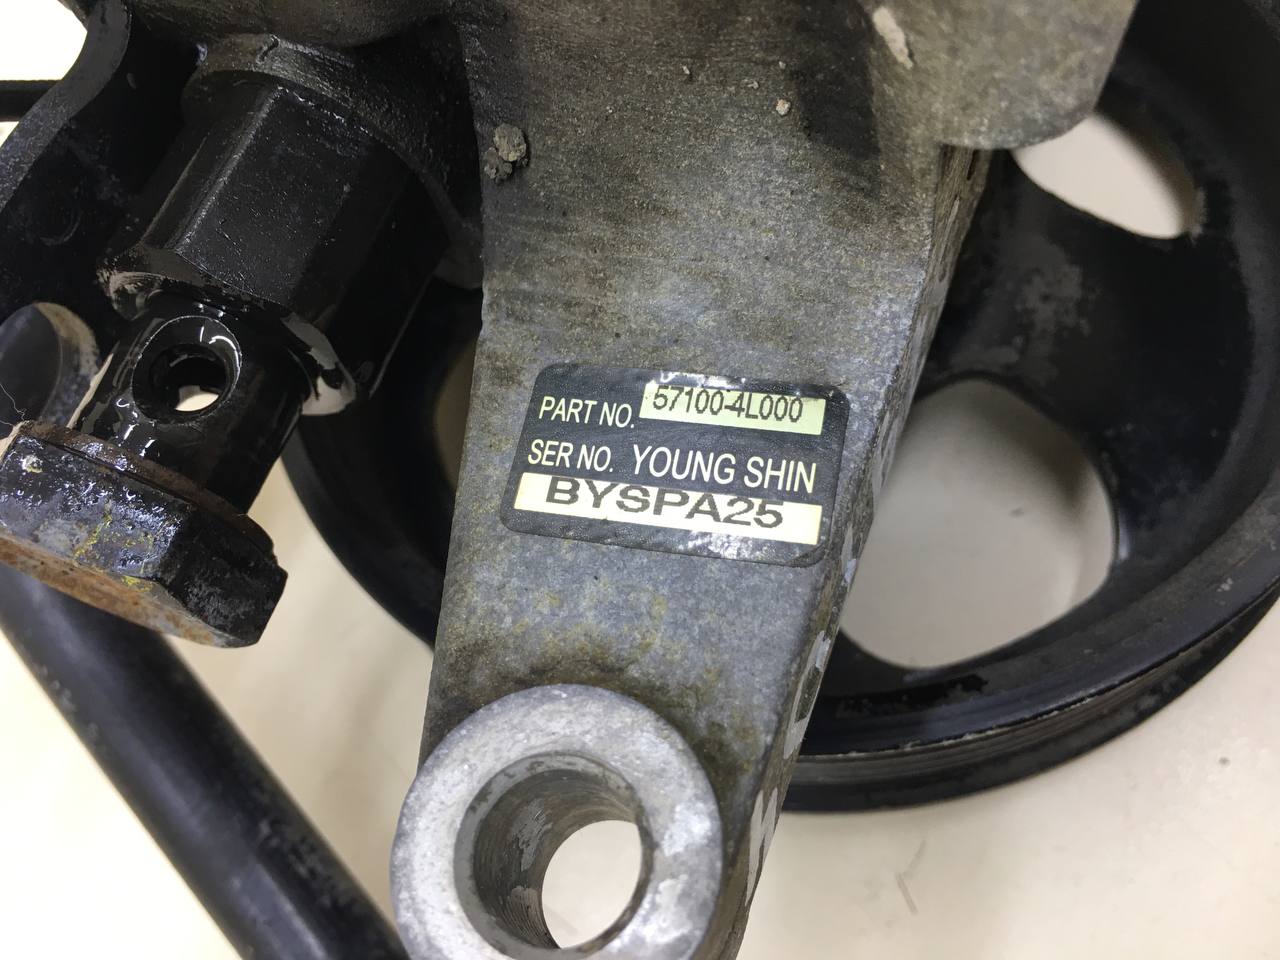 PART NO. 57100-4L000
SER NO. YOUNG SHIN
BYSPA25